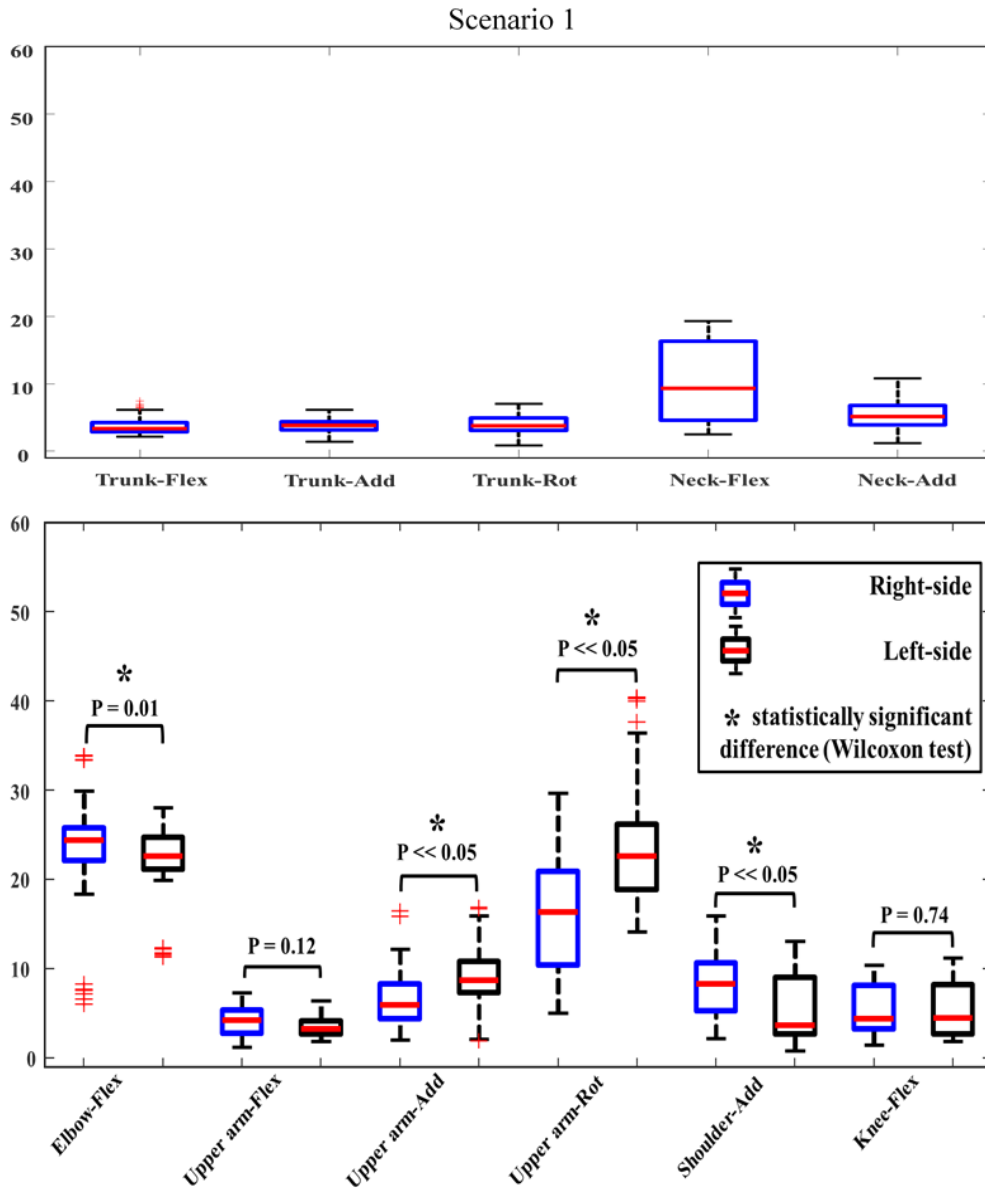 Scenario 1
60
50
40
30
20
10
0
Trunk-Flex Trunk-Add Trunk-Rot Neck-Flex Neck-Add
60
50
40
30
20
10
0
Right-side
Left-side
* statistically significant
difference (Wilcoxon test)
*
P = 0.01
P = 0.12
*
P << 0.05
*
P << 0.05
*
P << 0.05
P = 0.74
Elbow-Flex
Upper arm-Flex
Upper arm-Add
Upper arm-Rot
Shoulder-Add
Knee-Flex